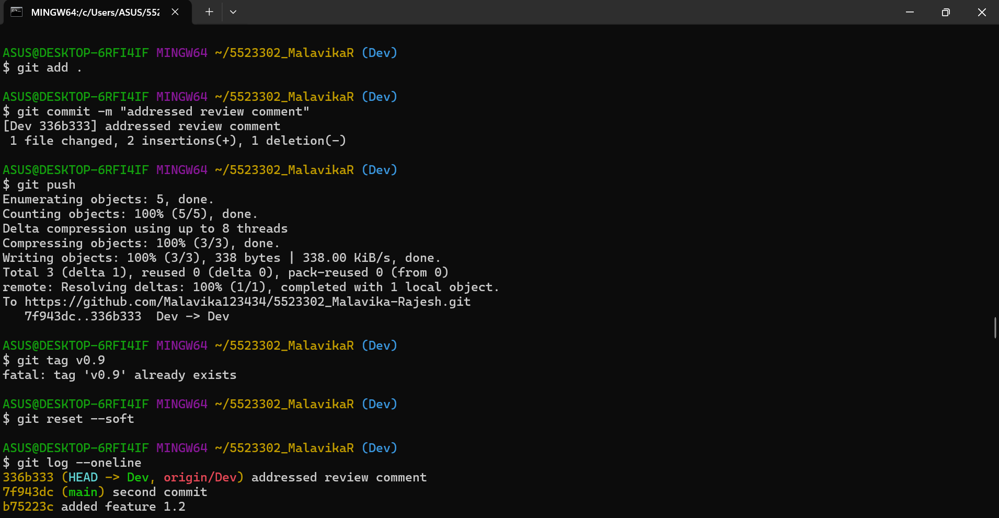 MINGW64:/c/Users/ASUS/552
ASUS@DESKTOP-6RFI4IF MINGW64 ~/5523302_MalavikaR (Dev)
$ git add .
ASUS@DESKTOP-6RFI4IF MINGW64 ~/5523302_MalavikaR (Dev)
$ git commit -m "addressed review comment"
[Dev 336b333] addressed review comment
 1 file changed, 2 insertions(+), 1 deletion(-)
ASUS@DESKTOP-6RFI4IF MINGW64 ~/5523302_MalavikaR (Dev)
$ git push
Enumerating objects: 5, done.
Counting objects: 100% (5/5), done.
Delta compression using up to 8 threads
Compressing objects: 100% (3/3), done.
Writing objects: 100% (3/3), 338 bytes | 338.00 KiB/s, done.
Total 3 (delta 1), reused 0 (delta 0), pack-reused 0 (from 0)
remote: Resolving deltas: 100% (1/1), completed with 1 local object.
To https://github.com/Malavika123434/5523302_Malavika-Rajesh.git
   7f943dc..336b333  Dev -> Dev
ASUS@DESKTOP-6RFI4IF MINGW64 ~/5523302_MalavikaR (Dev)
$ git tag v0.9
fatal: tag 'v0.9' already exists
ASUS@DESKTOP-6RFI4IF MINGW64 ~/5523302_MalavikaR (Dev)
$ git reset --soft
ASUS@DESKTOP-6RFI4IF MINGW64 ~/5523302_MalavikaR (Dev)
$ git log --oneline
336b333 (HEAD -> Dev, origin/Dev) addressed review comment
7f943dc (main) second commit
b75223c added feature 1.2